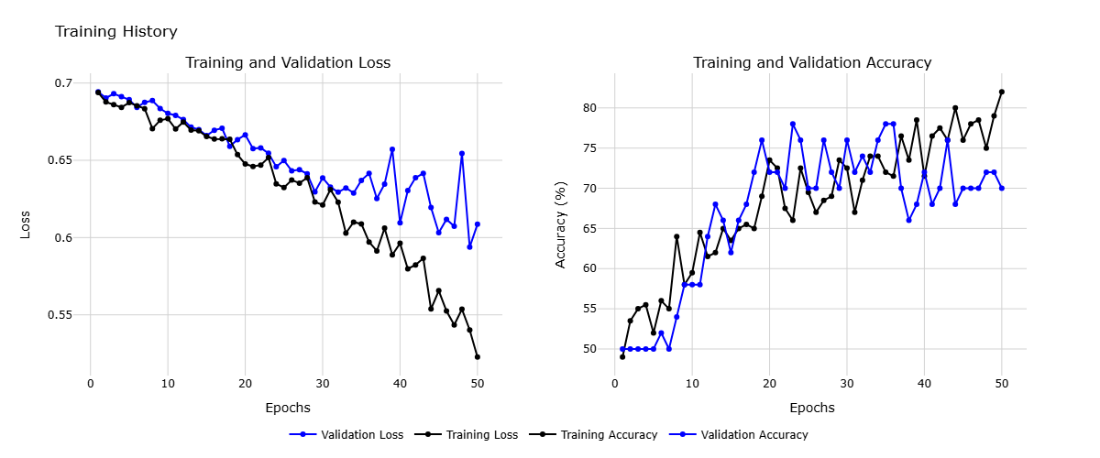 Training History
Training and Validation Loss
0.7
0.65
0.6
0.55
Loss
0 10 20 30 40 50
Epochs
Training and Validation Accuracy
80
75
70
65
60
55
50
Accuracy (%)
0 10 20 30 40 50
Epochs
Validation Loss Training Loss Training Accuracy Validation Accuracy